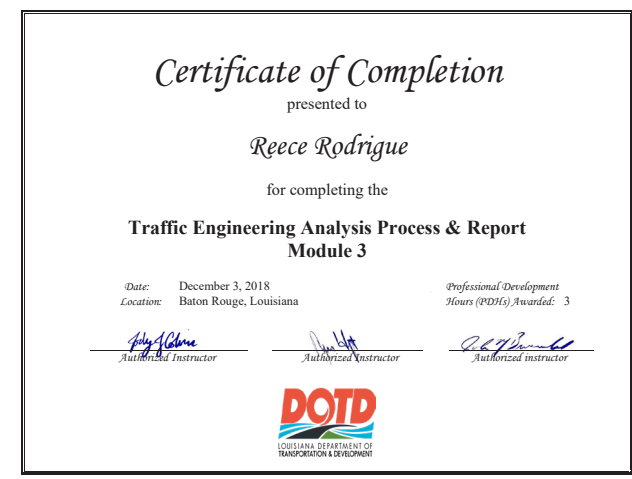 Certificate of Completion
presented to
Reece Rodrigue
for completing the
Traffic Engineering Analysis Process & Report
Module 3
Date: December 3, 2018
Location: Baton Rouge, Louisiana
Professional Development
Hours (PDHs) Awarded: 3
Authorized Instructor
Authorized Instructor
Authorized instructor
DOTD
LOUISIANA DEPARTMENT OF
TRANSPORTATION & DEVELOPMENT